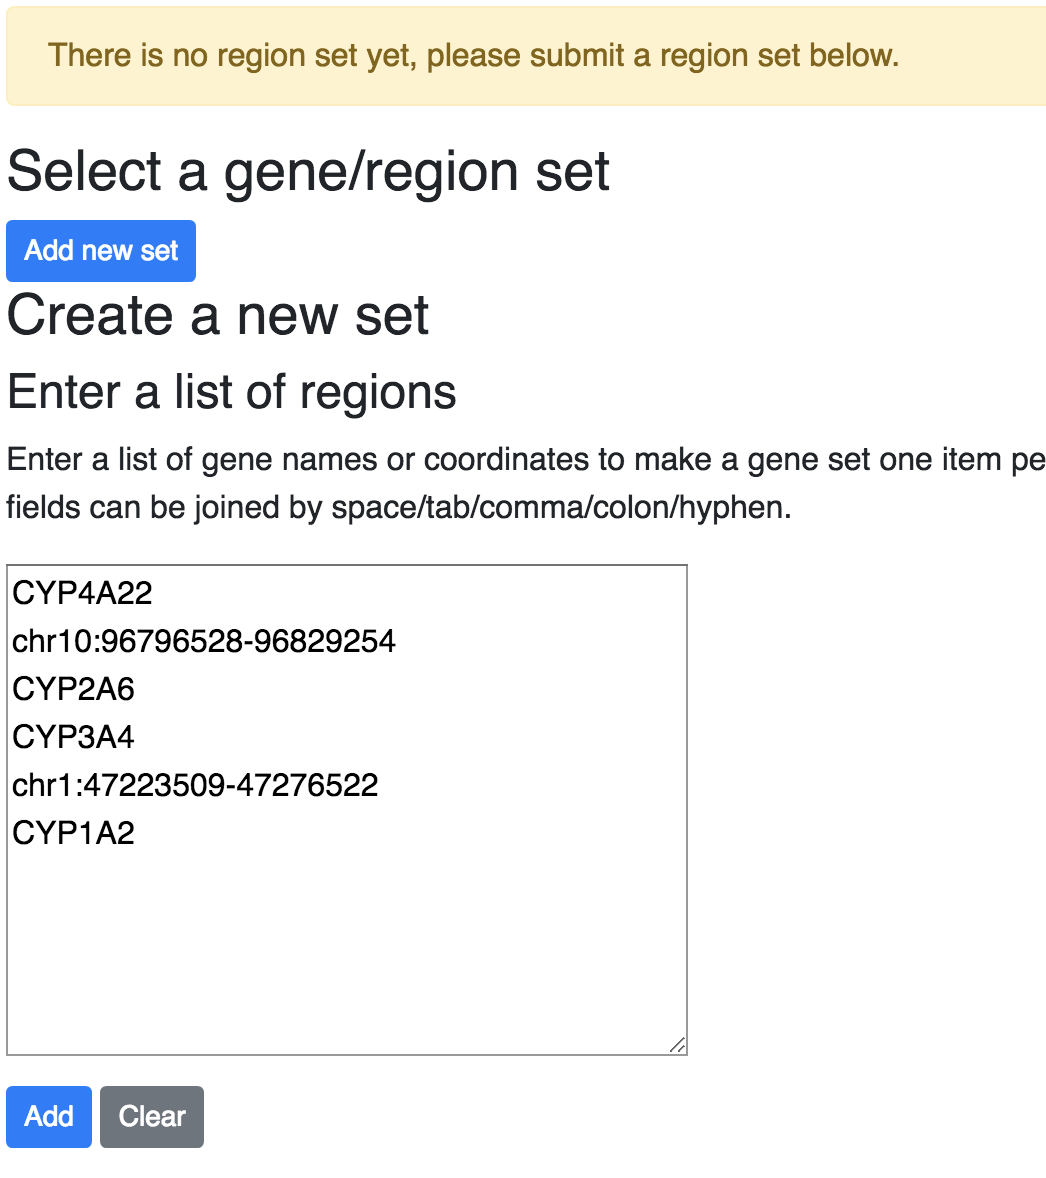 There is no region set yet, please submit a region set below.
Select a gene/region set
Add new set
Create a new set
Enter a list of regions
Enter a list of gene names or coordinates to make a gene set one item pe
fields can be joined by space/tab/comma/colon/hyphen.
CYP4A22
chr10:96796528-96829254
CYP2A6
CYP3A4
chr1:47223509-47276522
CYP1A2
Add Clear